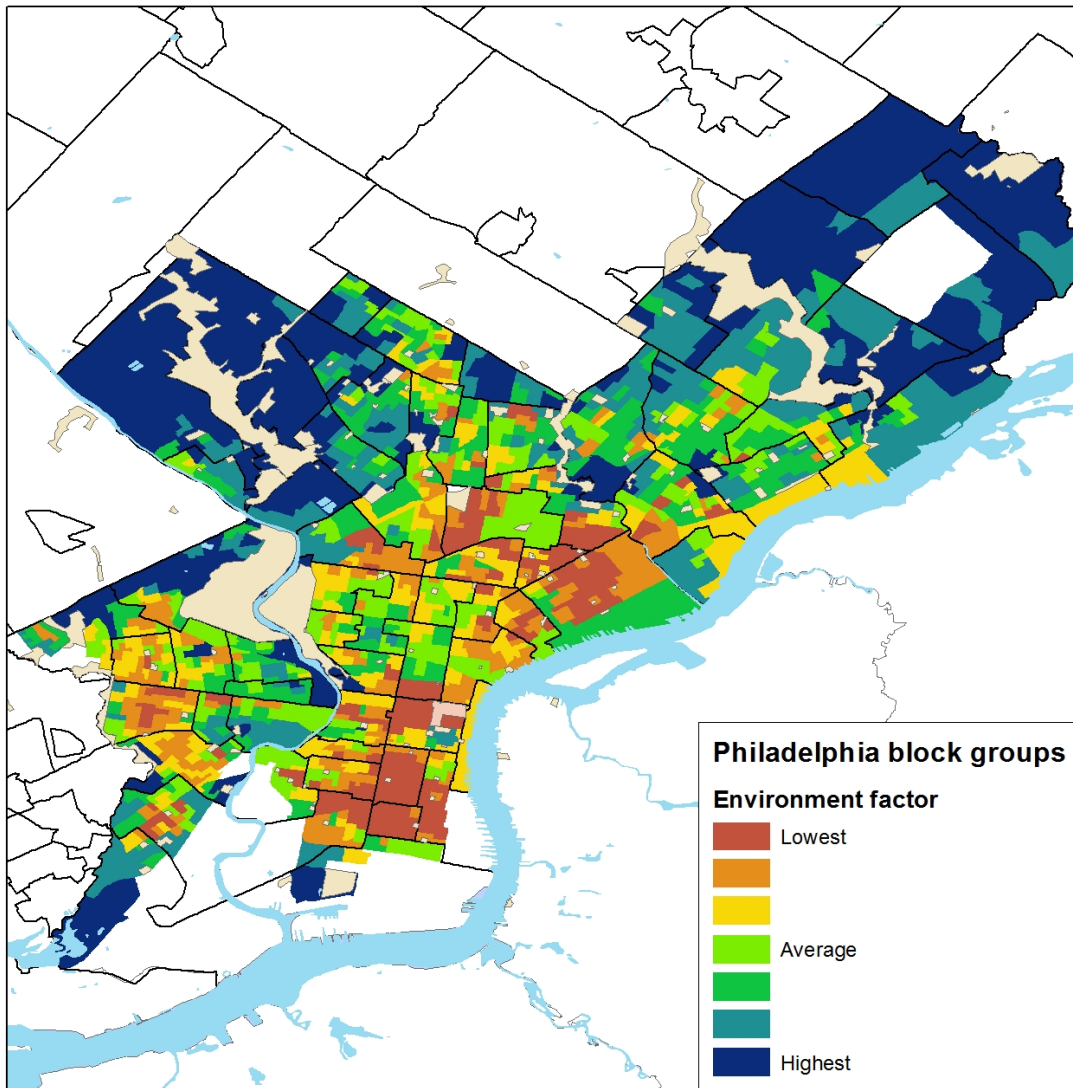 Philadelphia block groups
Environment factor
Lowest
Average
Highest